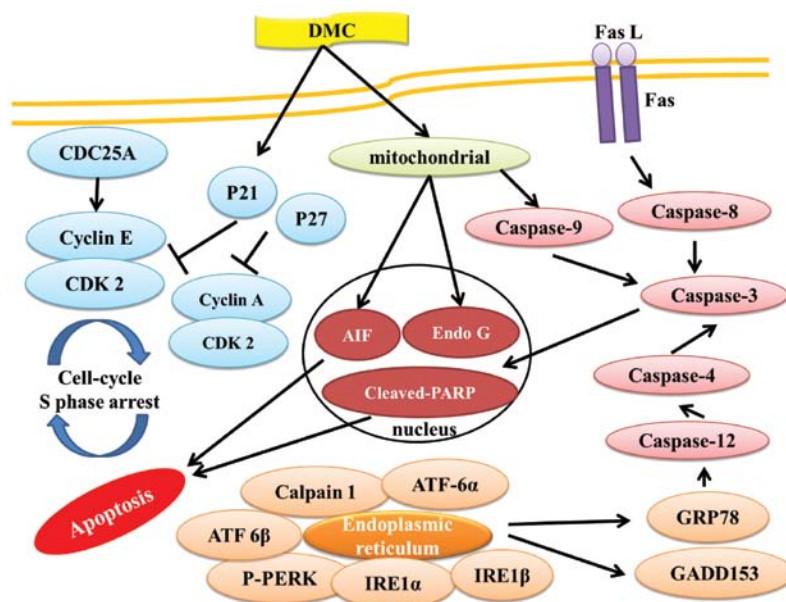 DMC
Fas L
Fas
CDC25A
mitochondrial
P21
P27
Caspase-9
Caspase-8
Cyclin E
CDK 2
Cyclin A
CDK 2
Caspase-3
AIF
Endo G
Cell-cycle
S phase arrest
Cleaved-PARP
nucleus
Caspase-4
Caspase-12
Apoptosis
Calpain 1
ATF-6α
ATF 6β
Endoplasmic
reticulum
GRP78
P-PERK
IRE1α
IRE1β
GADD153